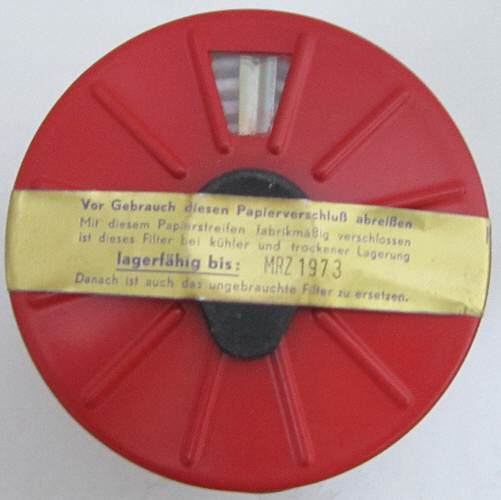 Vor Gebrauch diesen Papierverschluß abreißen
Mit diesem Papierstreifen fabrikmäßig verschlossen
ist dieses Filter bei kühler und trockener Lagerung
lagerfähig bis: MRZ 1973
Danach ist auch das ungebrauchte Filter zu ersetzen.